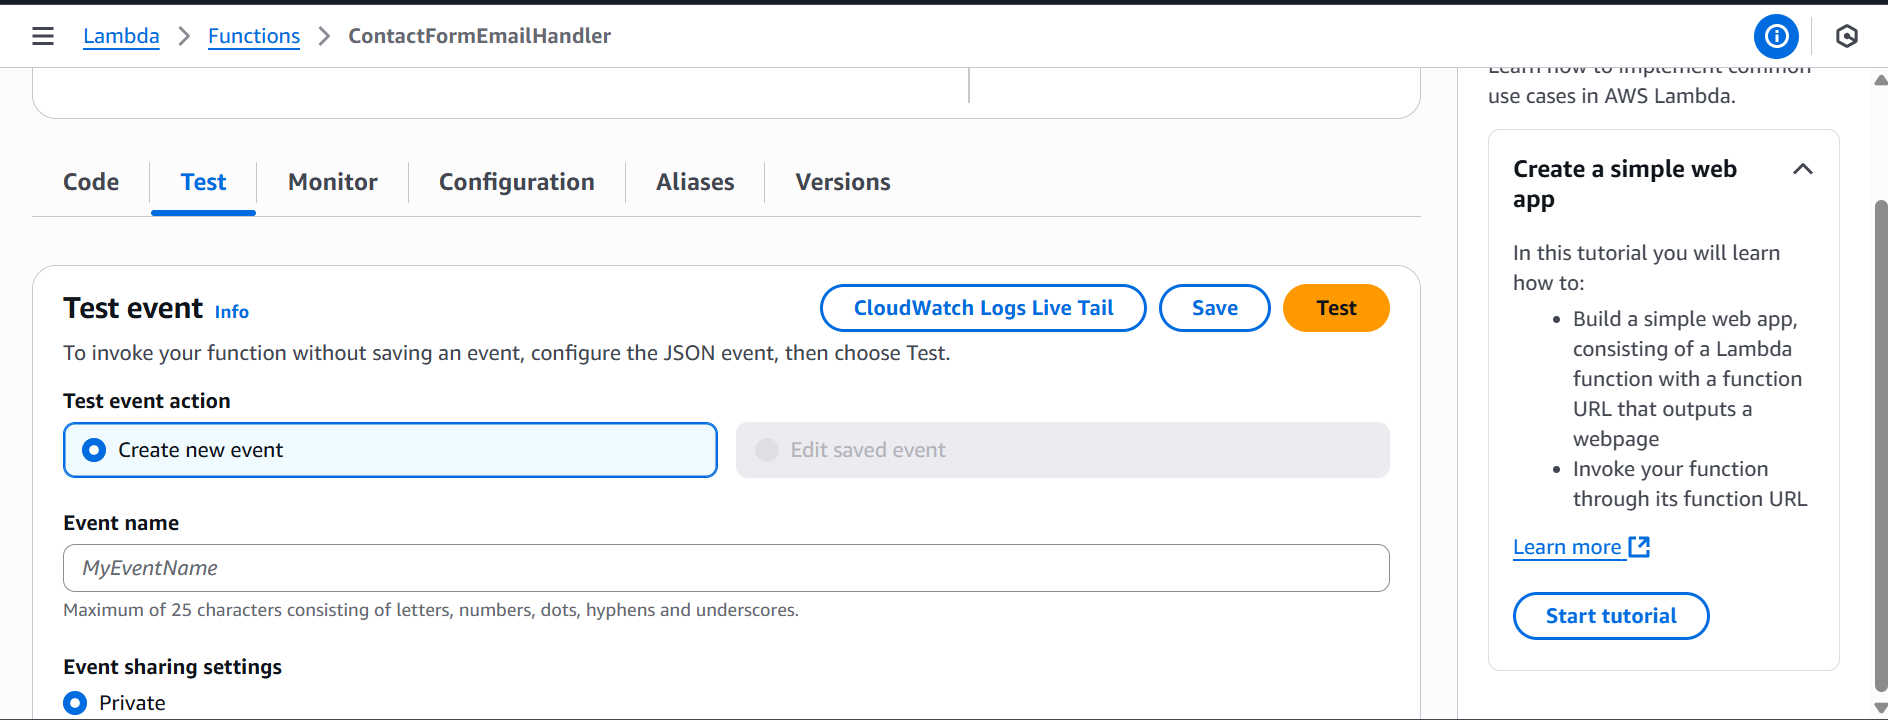 Lambda > Functions > ContactFormEmailHandler
Learn how to implement common
use cases in AWS Lambda.
Code
Test
Monitor
Configuration
Aliases
Versions
Test event Info
CloudWatch Logs Live Tail
Save
Test
To invoke your function without saving an event, configure the JSON event, then choose Test.
Test event action
Create new event
Edit saved event
Event name
MyEventName
Maximum of 25 characters consisting of letters, numbers, dots, hyphens and underscores.
Event sharing settings
Private
Create a simple web
app
In this tutorial you will learn
how to:
• Build a simple web app,
consisting of a Lambda
function with a function
URL that outputs a
webpage
• Invoke your function
through its function URL
Learn more
Start tutorial